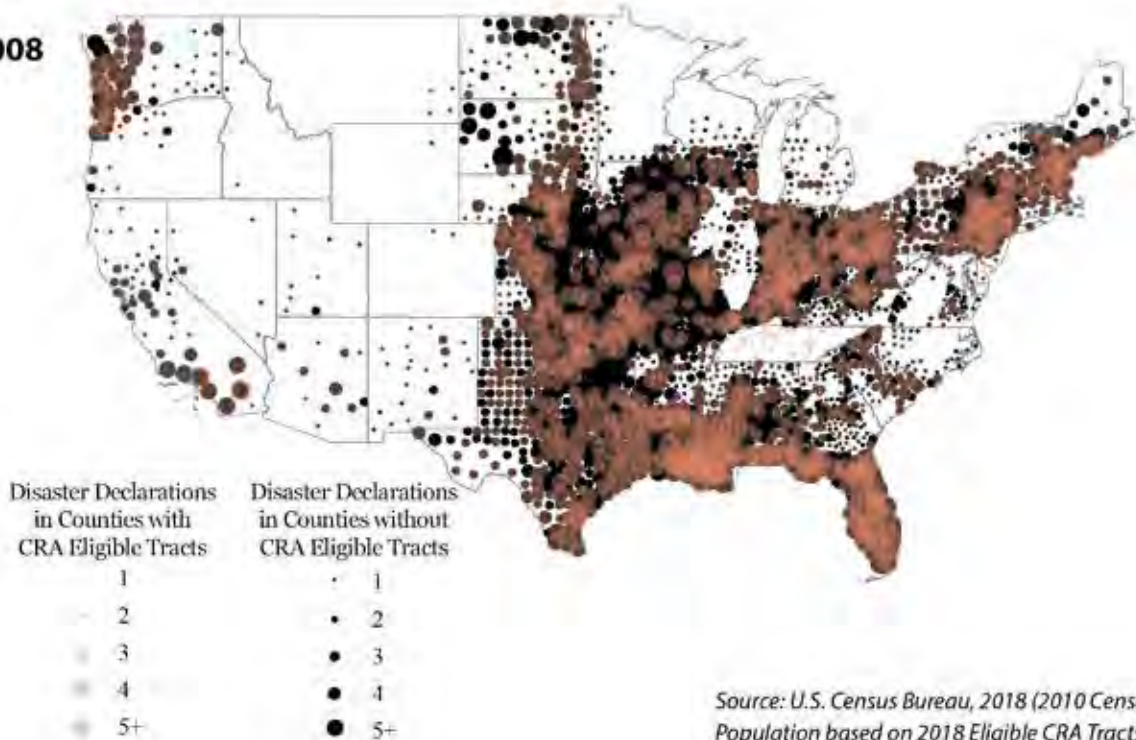 008
Disaster Declarations
in Counties with
CRA Eligible Tracts
1
2
3
4
5+
Disaster Declarations
in Counties without
CRA Eligible Tracts
1
2
3
4
5+
Source: U.S. Census Bureau, 2018 (2010 Cens
Population based on 2018 Eligible CRA Tract